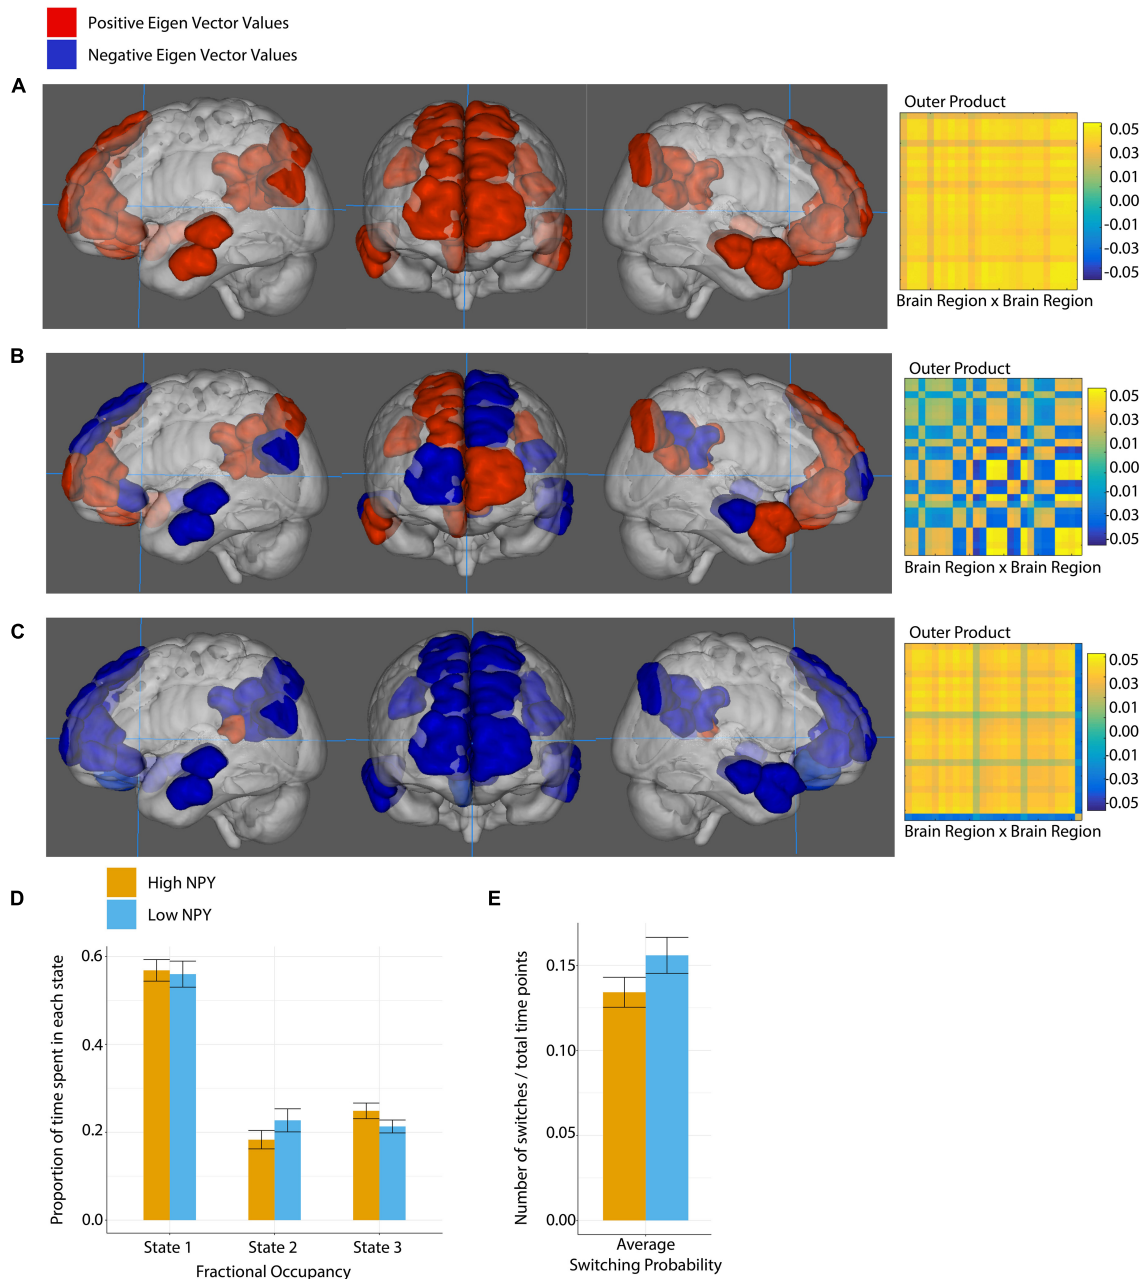 Positive Eigen Vector Values
Negative Eigen Vector Values
A
Outer Product
0.05
0.03
0.01
0.00
-0.01
-0.03
-0.05
Brain Region x Brain Region
B
Outer Product
0.05
0.03
0.01
0.00
-0.01
-0.03
-0.05
Brain Region x Brain Region
C
Outer Product
0.05
0.03
0.01
0.00
-0.01
-0.03
-0.05
Brain Region x Brain Region
D
High NPY
Low NPY
Proportion of time spent in each state
0.6
0.4
0.2
0.0
State 1
State 2
State 3
Fractional Occupancy
E
Number of switches / total time points
0.15
0.10
0.05
0.00
Average
Switching Probability